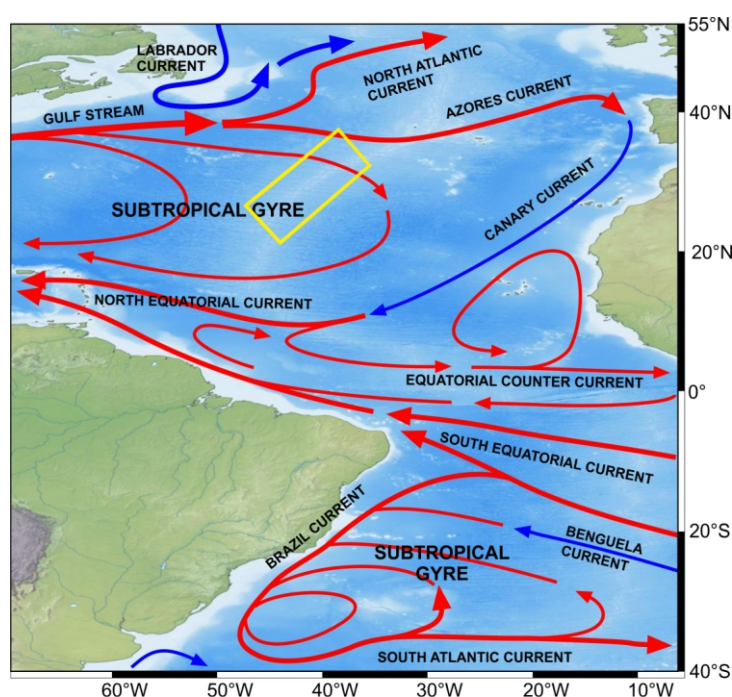 55°N
LABRADOR
CURRENT
NORTH ATLANTIC
CURRENT
GULF STREAM
AZORES CURRENT
40°N
CANARY CURRENT
SUBTROPICAL GYRE
20°N
NORTH EQUATORIAL CURRENT
EQUATORIAL COUNTER CURRENT
0°
SOUTH EQUATORIAL CURRENT
BRAZIL CURRENT
20°S
BENGUELA
CURRENT
SUBTROPICAL
GYRE
SOUTH ATLANTIC CURRENT
40°S
60°W
50°W
40°W
30°W
20°W
10°W